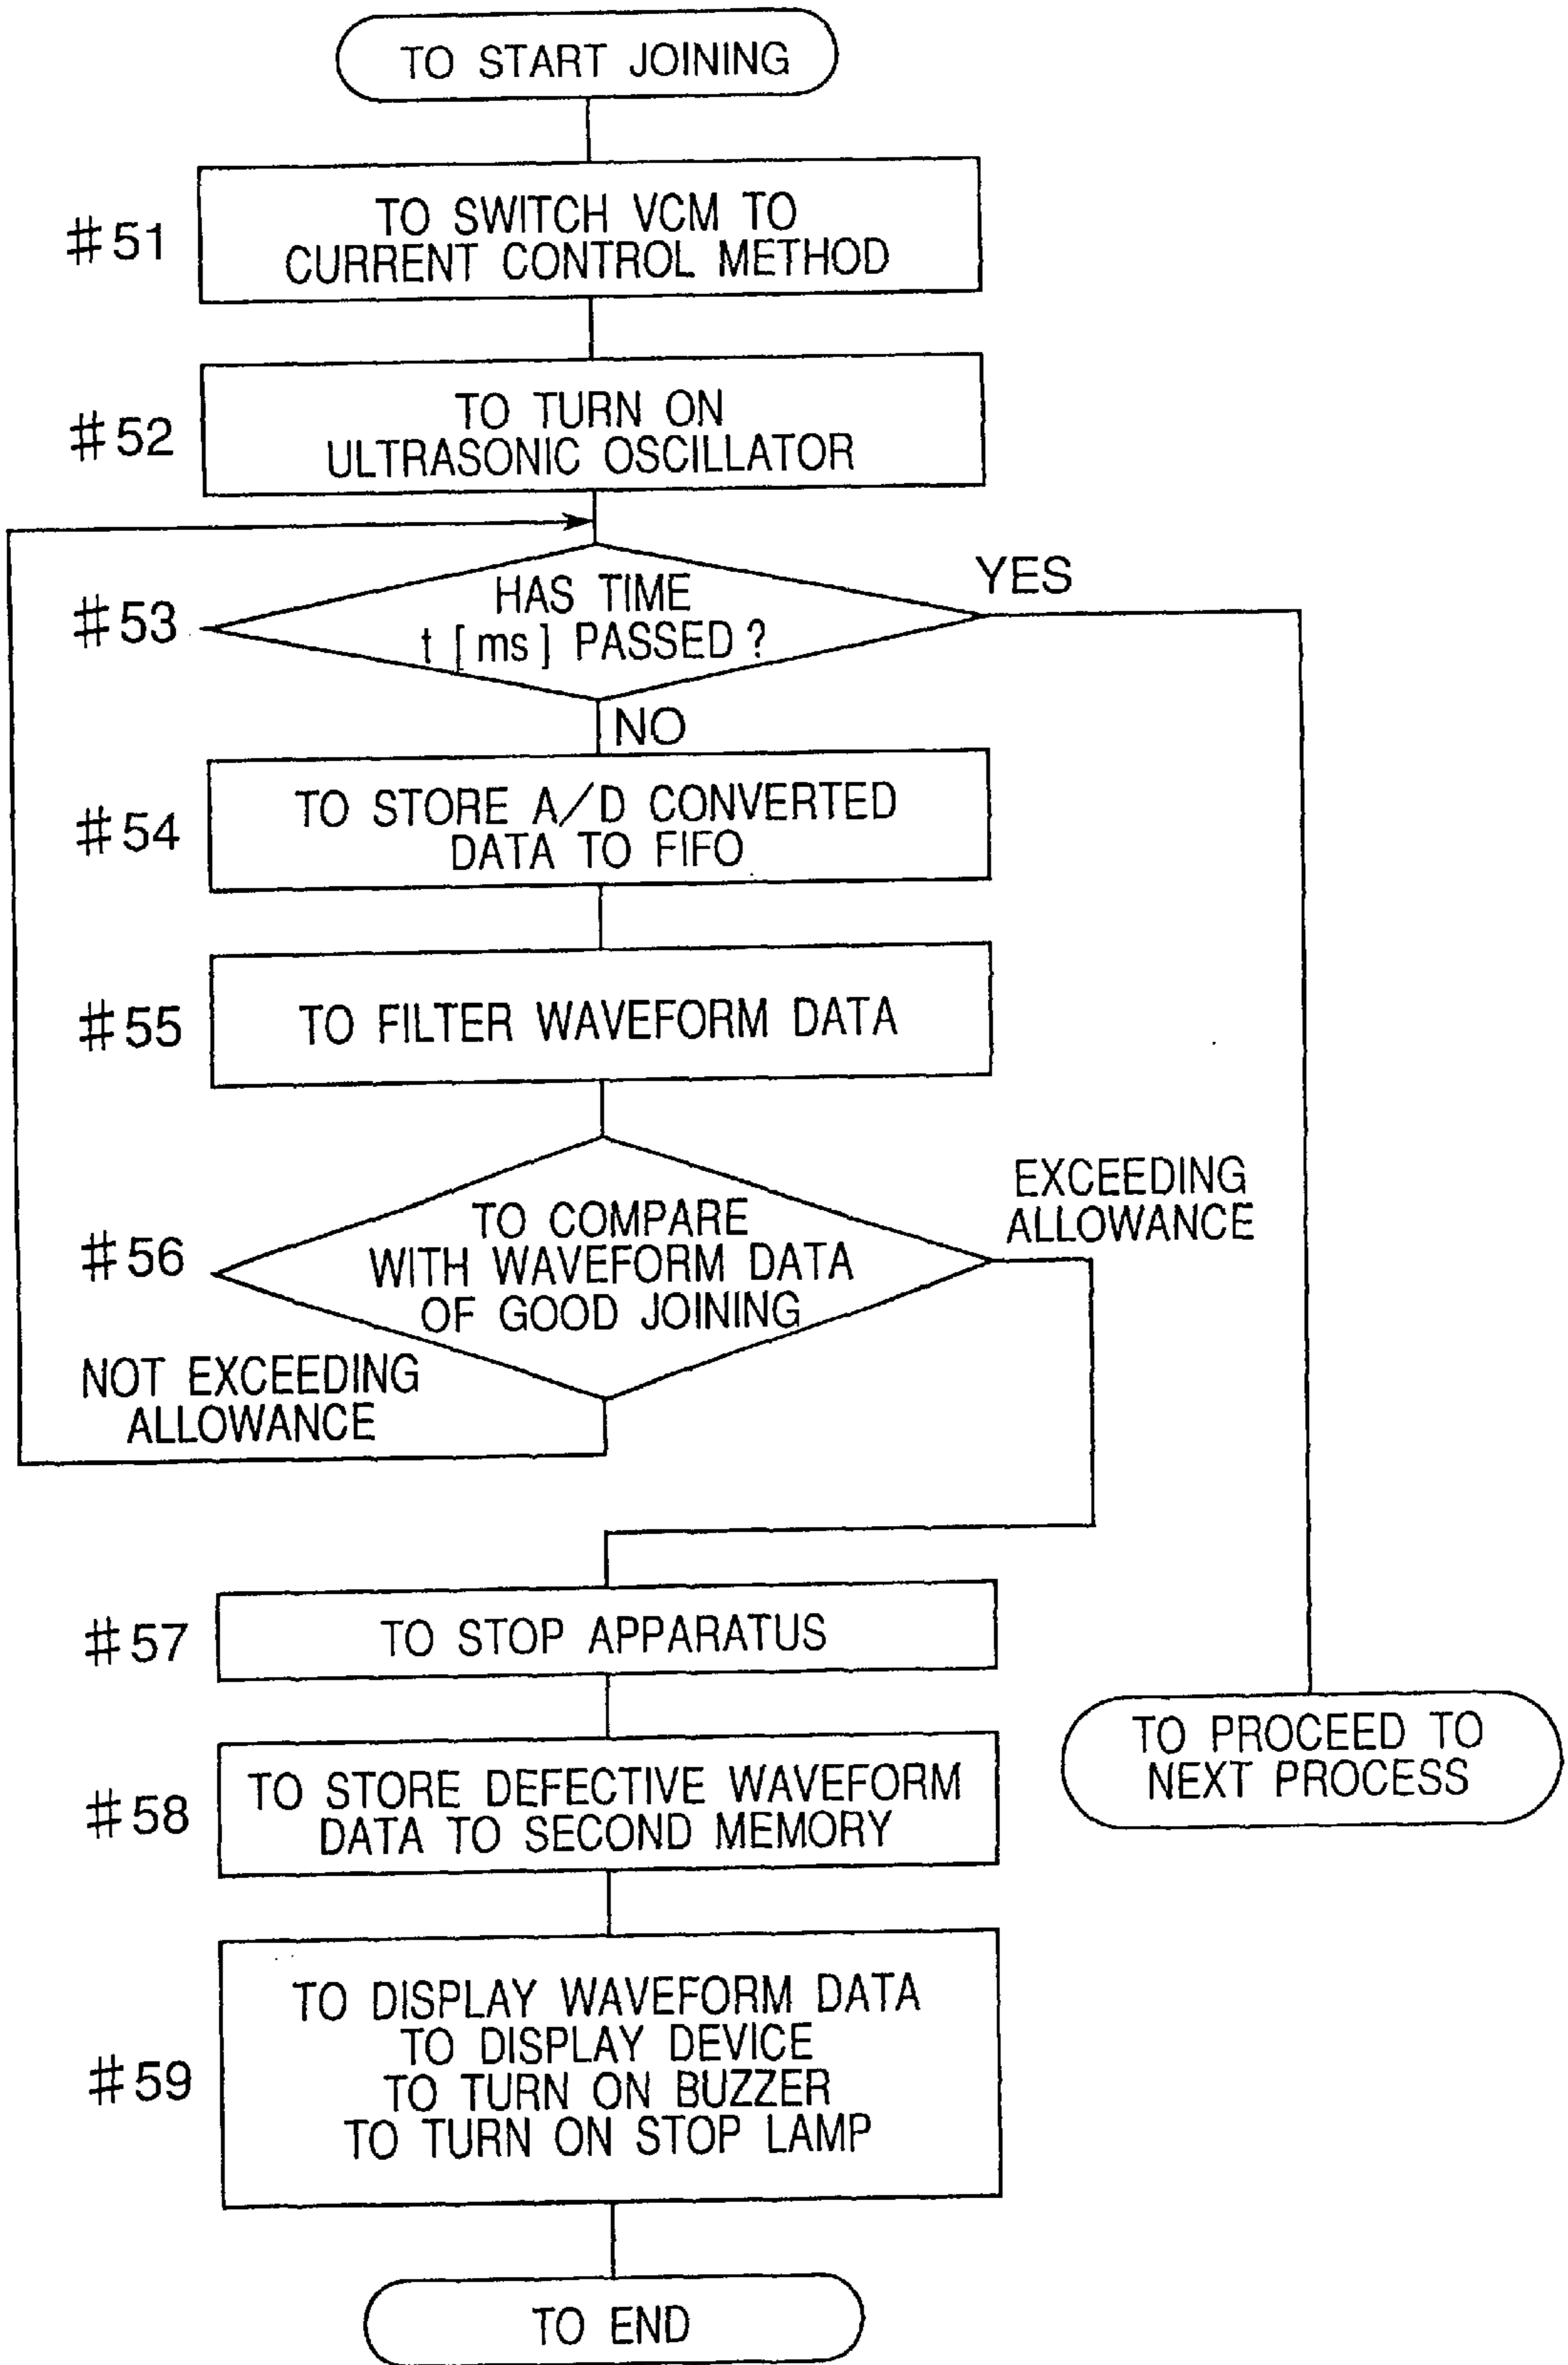 TO START JOINING
#51
TO SWITCH VCM TO
CURRENT CONTROL METHOD
#52
TO TURN ON
ULTRASONIC OSCILLATOR
#53
HAS TIME
t [ms] PASSED?
YES
NO
#54
TO STORE A/D CONVERTED
DATA TO FIFO
#55
TO FILTER WAVEFORM DATA
#56
TO COMPARE
WITH WAVEFORM DATA
OF GOOD JOINING
EXCEEDING
ALLOWANCE
NOT EXCEEDING
ALLOWANCE
#57
TO STOP APPARATUS
#58
TO STORE DEFECTIVE WAVEFORM
DATA TO SECOND MEMORY
TO PROCEED TO
NEXT PROCESS
#59
TO DISPLAY WAVEFORM DATA
TO DISPLAY DEVICE
TO TURN ON BUZZER
TO TURN ON STOP LAMP
TO END